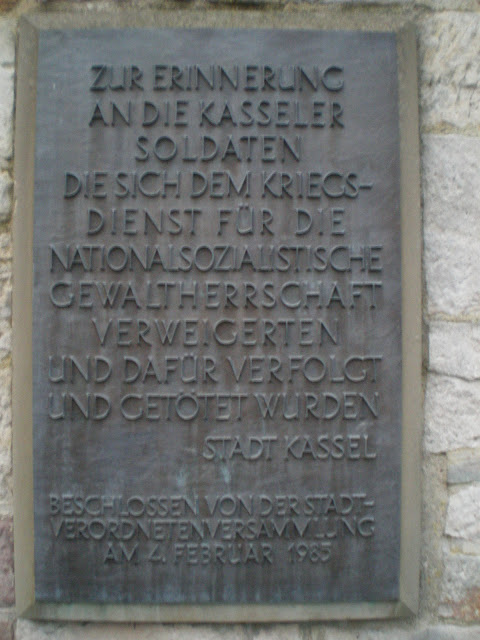 ZUR ERINNERUNG
AN DIE KASSELER
SOLDATEN
DIE SICH DEM KRIEGS-
DIENST FÜR DIE
NATIONALSOZIALISTISCHE
GEWALTHERRSCHAFT
VERWEIGERTEN
UND DAFÜR VERFOLGT
UND GETÖTET WURDEN
STADT KASSEL
BESCHLOSSEN VON DER STADT-
VERORDNETENVERSAMMLUNG
AM 4. FEBRUAR 1985